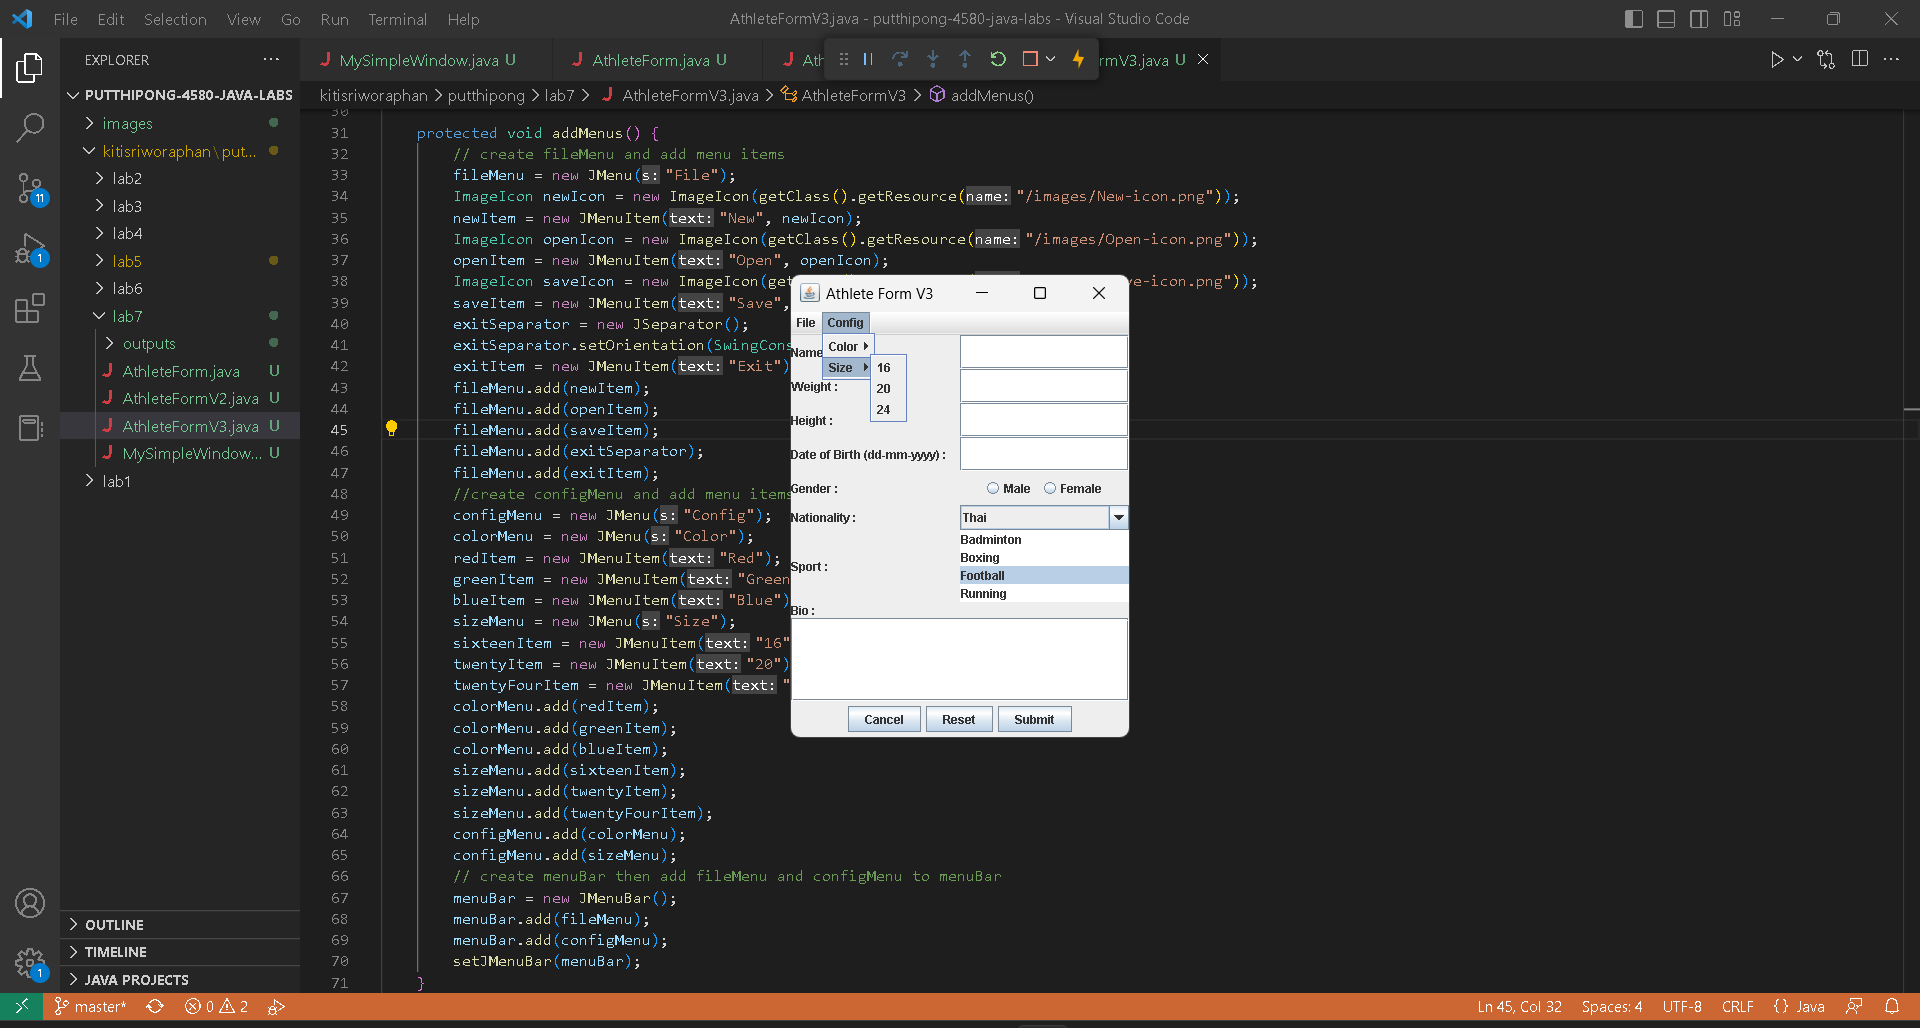 File Edit Selection View Go Run Terminal Help
AthleteFormV3.java - putthipong-4580-java-labs - Visual Studio Code
EXPLORER
PUTTHIPONG-4580-JAVA-LABS
images
kitisriworaphan\put...
lab2
lab3
lab4
lab5
lab6
lab7
outputs
AthleteForm.java U
AthleteFormV2.java U
AthleteFormV3.java U
MySimpleWindow... U
lab1
OUTLINE
TIMELINE
JAVA PROJECTS
11
1
1
MySimpleWindow.java U
AthleteForm.java U
Ath
rmV3.java U
kitisriworaphan > putthipong > lab7 > AthleteFormV3.java > AthleteFormV3 > addMenus()
30
31 protected void addMenus() {
32 // create fileMenu and add menu items
33 fileMenu = new JMenu(s: "File");
34 ImageIcon newIcon = new ImageIcon(getClass().getResource(name: "/images/New-icon.png"));
35 newItem = new JMenuItem(text: "New", newIcon);
36 ImageIcon openIcon = new ImageIcon(getClass().getResource(name: "/images/Open-icon.png"));
37 openItem = new JMenuItem(text: "Open", openIcon);
38 ImageIcon saveIcon = new ImageIcon(get ve-icon.png"));
39 saveItem = new JMenuItem(text: "Save",
40 exitSeparator = new JSeparator();
41 exitSeparator.setOrientation(SwingCons
42 exitItem = new JMenuItem(text: "Exit")
43 fileMenu.add(newItem);
44 fileMenu.add(openItem);
45 fileMenu.add(saveItem);
46 fileMenu.add(exitSeparator);
47 fileMenu.add(exitItem);
48 //create configMenu and add menu items
49 configMenu = new JMenu(s: "Config");
50 colorMenu = new JMenu(s: "Color");
51 redItem = new JMenuItem(text: "Red");
52 greenItem = new JMenuItem(text: "Green
53 blueItem = new JMenuItem(text: "Blue")
54 sizeMenu = new JMenu(s: "Size");
55 sixteenItem = new JMenuItem(text: "16"
56 twentyItem = new JMenuItem(text: "20")
57 twentyFourItem = new JMenuItem(text: "
58 colorMenu.add(redItem);
59 colorMenu.add(greenItem);
60 colorMenu.add(blueItem);
61 sizeMenu.add(sixteenItem);
62 sizeMenu.add(twentyItem);
63 sizeMenu.add(twentyFourItem);
64 configMenu.add(colorMenu);
65 configMenu.add(sizeMenu);
66 // create menuBar then add fileMenu and configMenu to menuBar
67 menuBar = new JMenuBar();
68 menuBar.add(fileMenu);
69 menuBar.add(configMenu);
70 setJMenuBar(menuBar);
71 }
Athlete Form V3
File Config
Color
Size
16
20
24
Name
Weight :
Height :
Date of Birth (dd-mm-yyyy) :
Gender : Male Female
Nationality : Thai
Sport :
Badminton
Boxing
Football
Running
Bio :
Cancel Reset Submit
master* 0 2
Ln 45, Col 32 Spaces: 4 UTF-8 CRLF {} Java